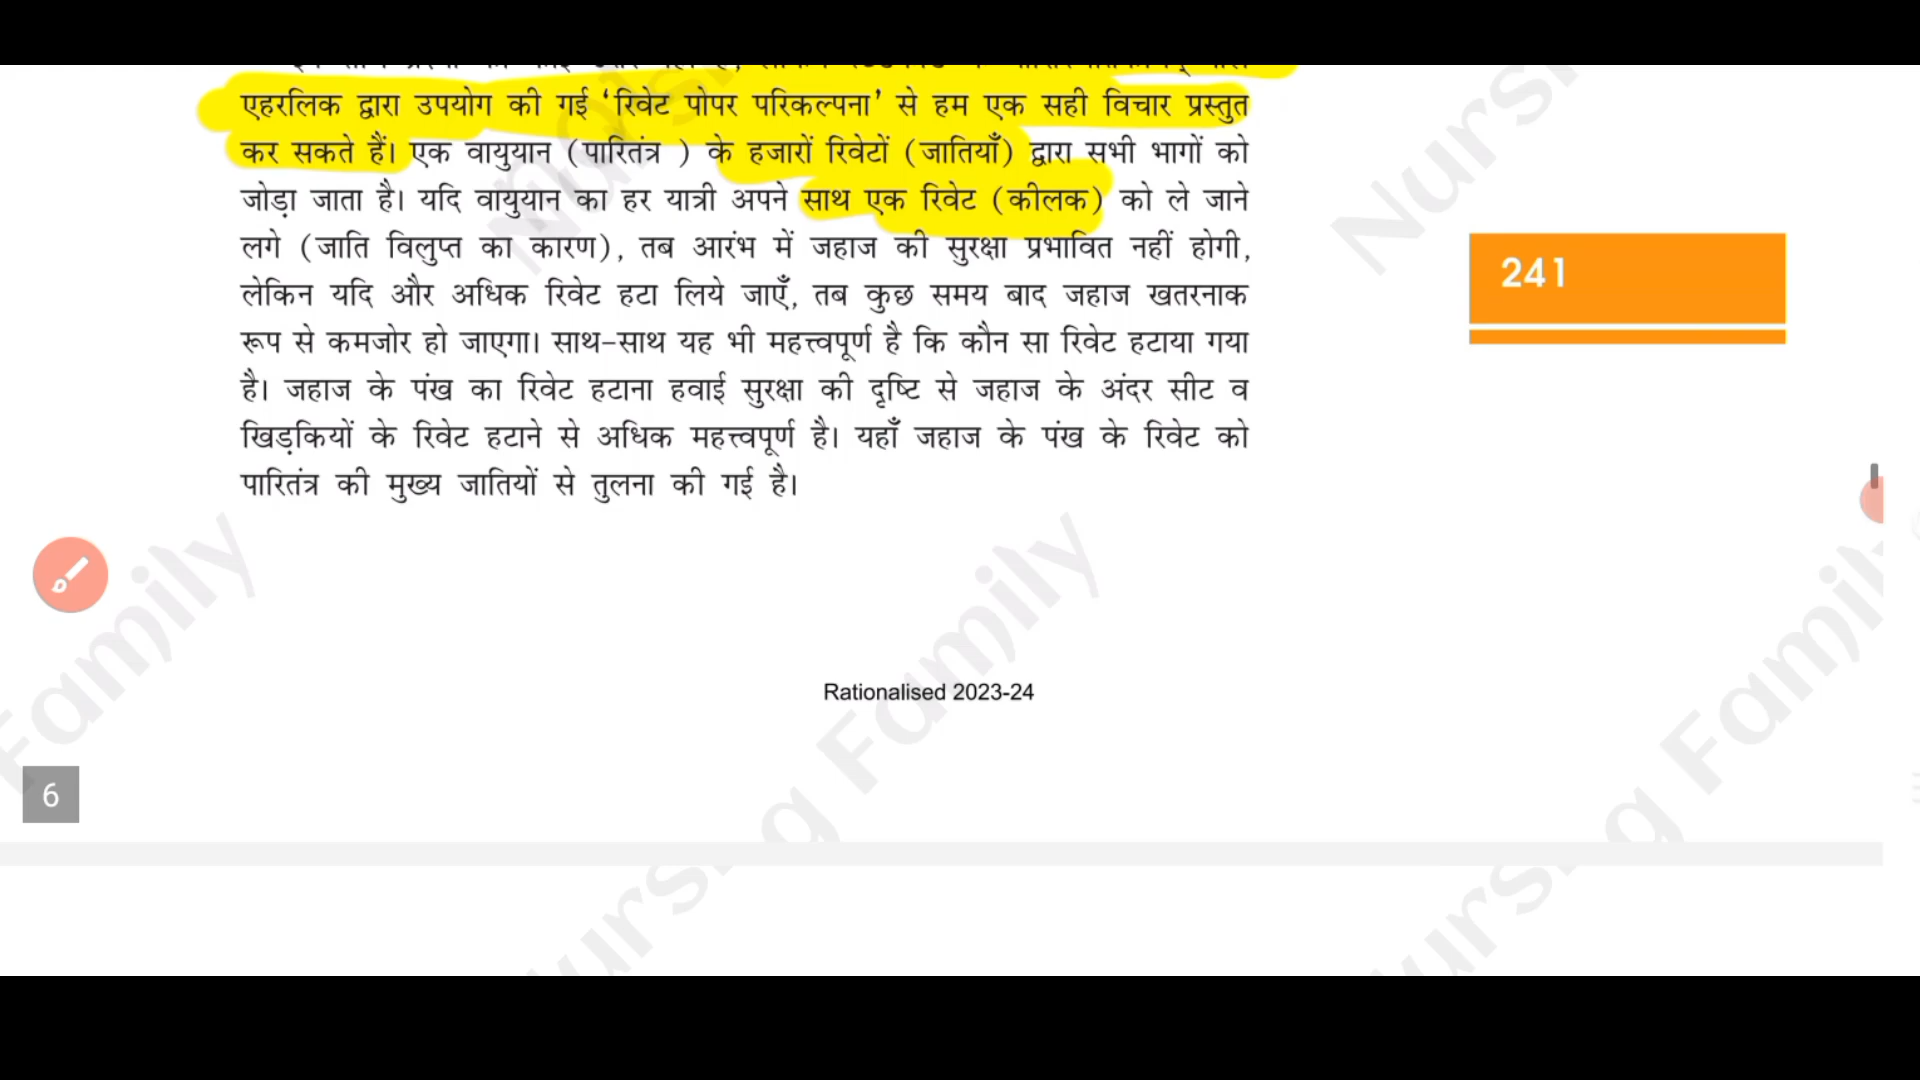 एहरलिक द्वारा उपयोग की गई ‘रिवेट पोपर परिकल्पना’ से हम एक सही विचार प्रस्तुत
कर सकते हैं। एक वायुयान (पारितंत्र ) के हजारों रिवेटों (जातियाँ) द्वारा सभी भागों को
जोड़ा जाता है। यदि वायुयान का हर यात्री अपने साथ एक रिवेट (कीलक) को ले जाने
लगे (जाति विलुप्त का कारण), तब आरंभ में जहाज की सुरक्षा प्रभावित नहीं होगी,
लेकिन यदि और अधिक रिवेट हटा लिये जाएँ, तब कुछ समय बाद जहाज खतरनाक
रूप से कमजोर हो जाएगा। साथ-साथ यह भी महत्त्वपूर्ण है कि कौन सा रिवेट हटाया गया
है। जहाज के पंख का रिवेट हटाना हवाई सुरक्षा की दृष्टि से जहाज के अंदर सीट व
खिड़कियों के रिवेट हटाने से अधिक महत्त्वपूर्ण है। यहाँ जहाज के पंख के रिवेट को
पारितंत्र की मुख्य जातियों से तुलना की गई है।
241
Rationalised 2023-24
6
Nursing Family